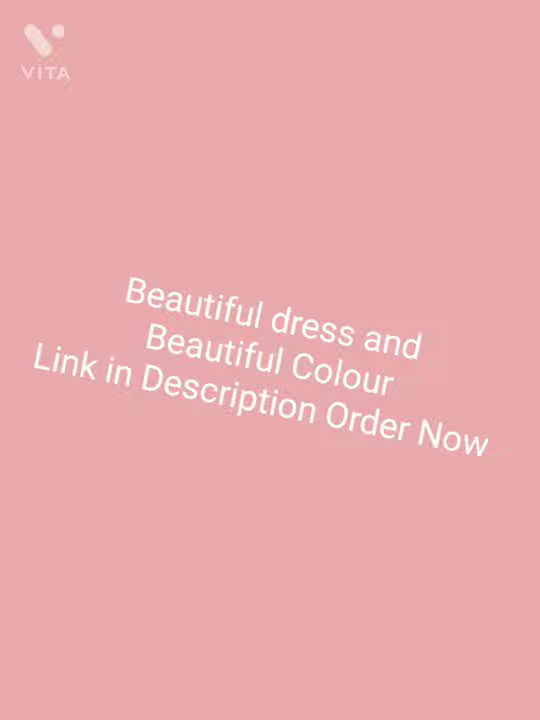 VITA
Beautiful dress and
Beautiful Colour
Link in Description Order Now